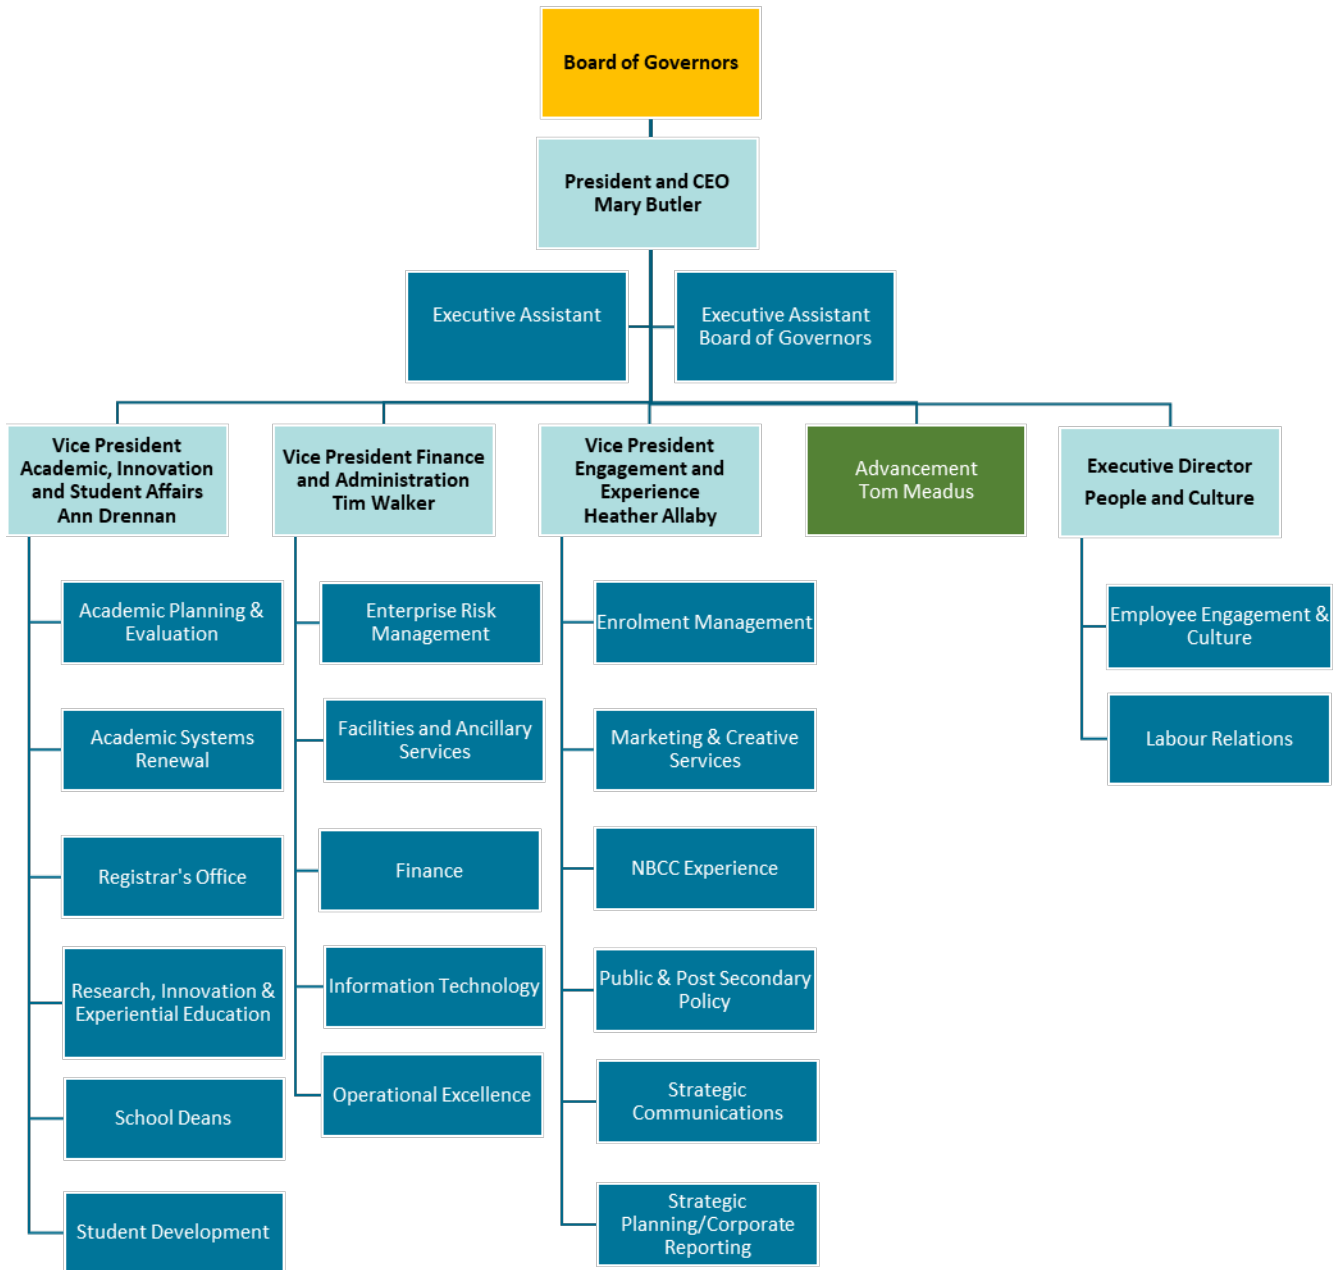 Board of Governors
President and CEO
Mary Butler
Executive Assistant
Executive Assistant
Board of Governors
Vice President
Academic, Innovation
and Student Affairs
Ann Drennan
Vice President Finance
and Administration
Tim Walker
Vice President
Engagement and
Experience
Heather Allaby
Advancement
Tom Meadus
Executive Director
People and Culture
Academic Planning &
Evaluation
Academic Systems
Renewal
Registrar's Office
Research, Innovation &
Experiential Education
School Deans
Student Development
Enterprise Risk
Management
Facilities and Ancillary
Services
Finance
Information Technology
Operational Excellence
Enrolment Management
Marketing & Creative
Services
NBCC Experience
Public & Post Secondary
Policy
Strategic
Communications
Strategic
Planning/Corporate
Reporting
Employee Engagement &
Culture
Labour Relations